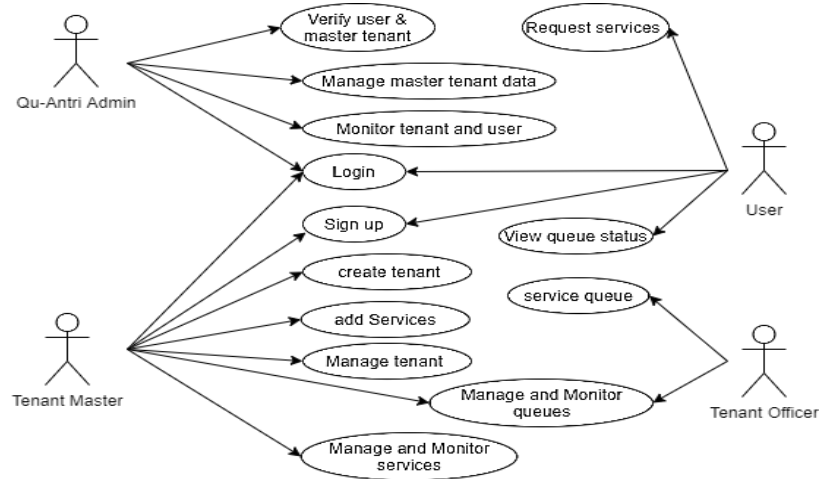 Verify user &
master tenant
Request services
Qu-Antri Admin
Manage master tenant data
Monitor tenant and user
Login
User
Sign up
View queue status
create tenant
service queue
add Services
Manage tenant
Tenant Master
Manage and Monitor
queues
Tenant Officer
Manage and Monitor
services